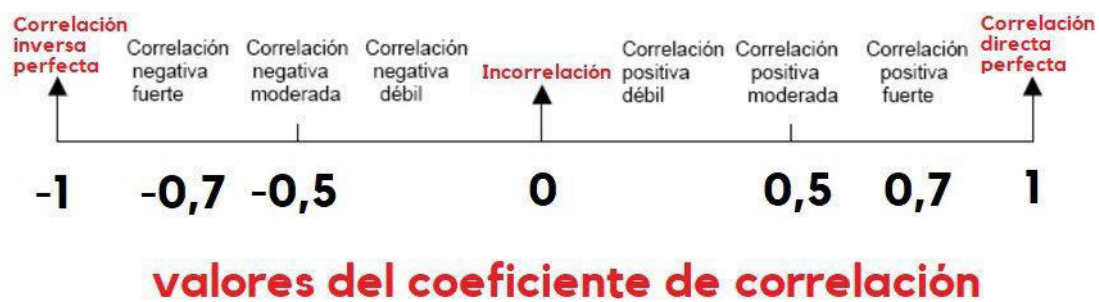 Correlación
inversa
perfecta
Correlación
negativa
fuerte
Correlación
negativa
moderada
Correlación
negativa
débil
Incorrelación
Correlación
positiva
débil
Correlación
positiva
moderada
Correlación
positiva
fuerte
Correlación
directa
perfecta
-1
-0,7
-0,5
0
0,5
0,7
1
valores del coeficiente de correlación